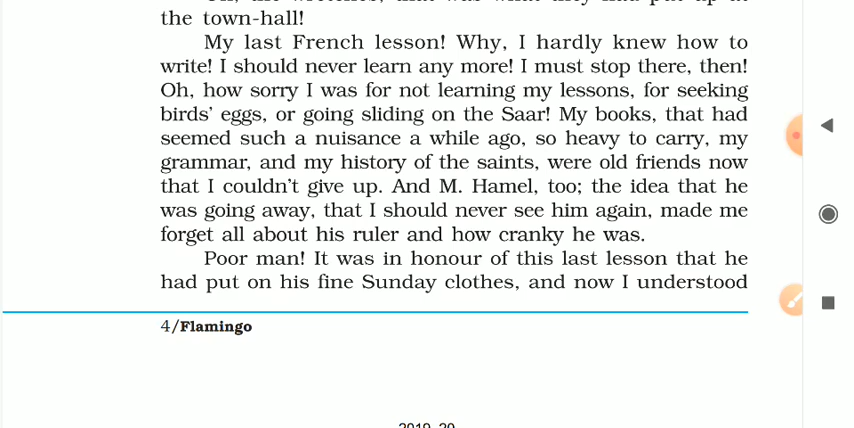 the town-hall!
My last French lesson! Why, I hardly knew how to
write! I should never learn any more! I must stop there, then!
Oh, how sorry I was for not learning my lessons, for seeking
birds’ eggs, or going sliding on the Saar! My books, that had
seemed such a nuisance a while ago, so heavy to carry, my
grammar, and my history of the saints, were old friends now
that I couldn’t give up. And M. Hamel, too; the idea that he
was going away, that I should never see him again, made me
forget all about his ruler and how cranky he was.
Poor man! It was in honour of this last lesson that he
had put on his fine Sunday clothes, and now I understood
4/Flamingo